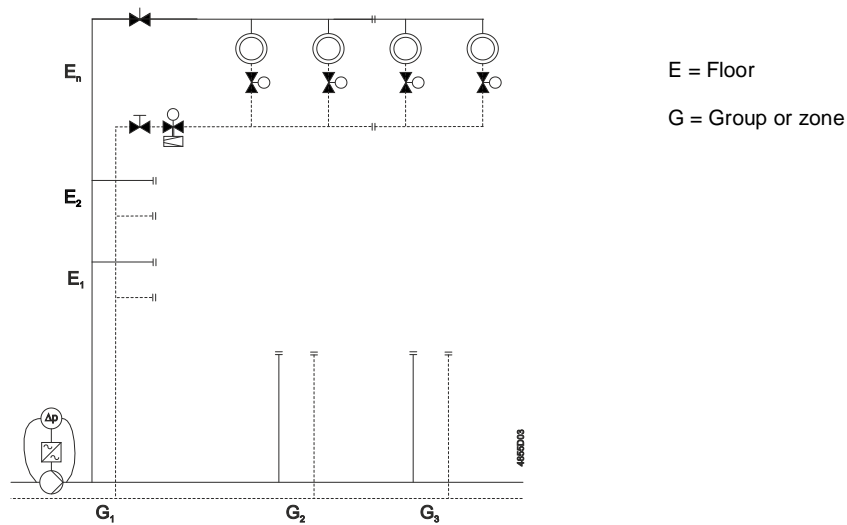 Eₙ
E = Floor
G = Group or zone
E₂
E₁
Δp
4855D03
G₁
G₂
G₃